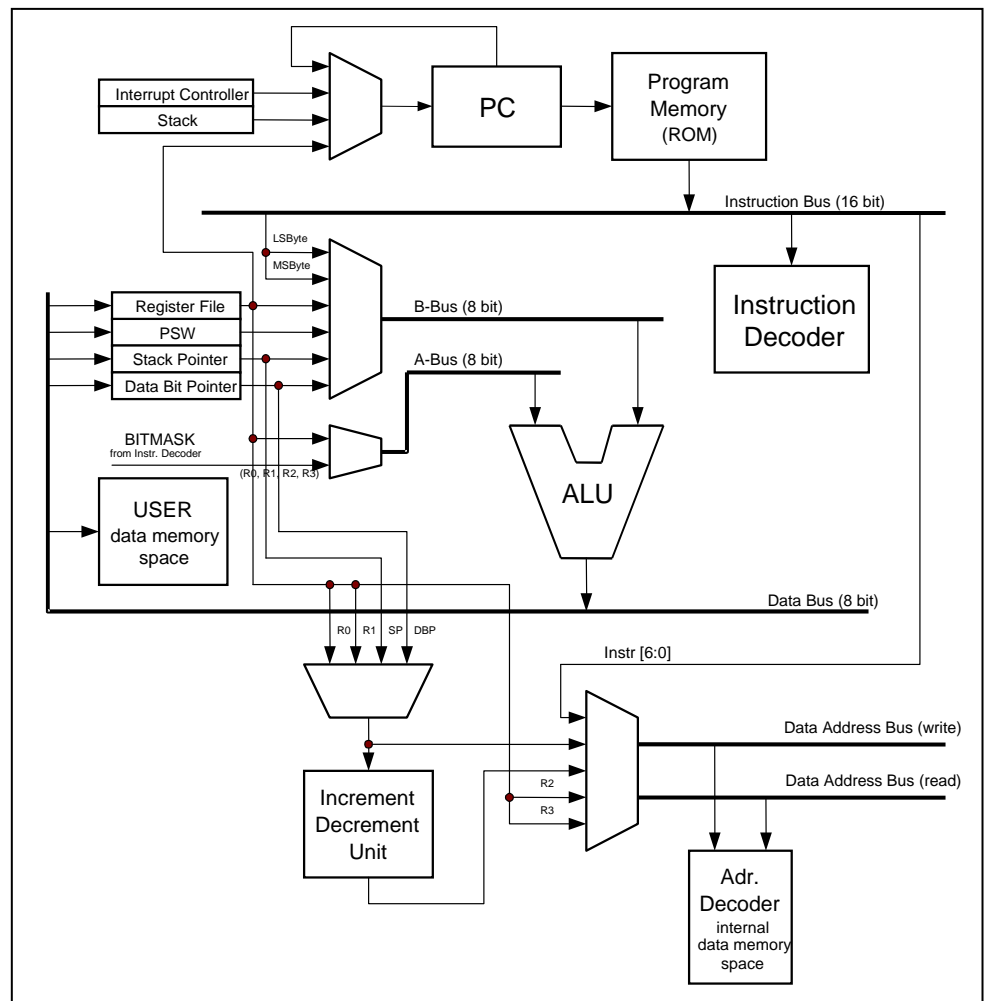 Interrupt Controller
Stack
PC
Program
Memory
(ROM)
Instruction Bus (16 bit)
LSByte
MSByte
Register File
PSW
Stack Pointer
Data Bit Pointer
B-Bus (8 bit)
A-Bus (8 bit)
Instruction
Decoder
BITMASK
from Instr. Decoder
(R0, R1, R2, R3)
ALU
USER
data memory
space
Data Bus (8 bit)
R0
R1
SP
DBP
Instr [6:0]
Data Address Bus (write)
Data Address Bus (read)
R2
R3
Increment
Decrement
Unit
Adr.
Decoder
internal
data memory
space